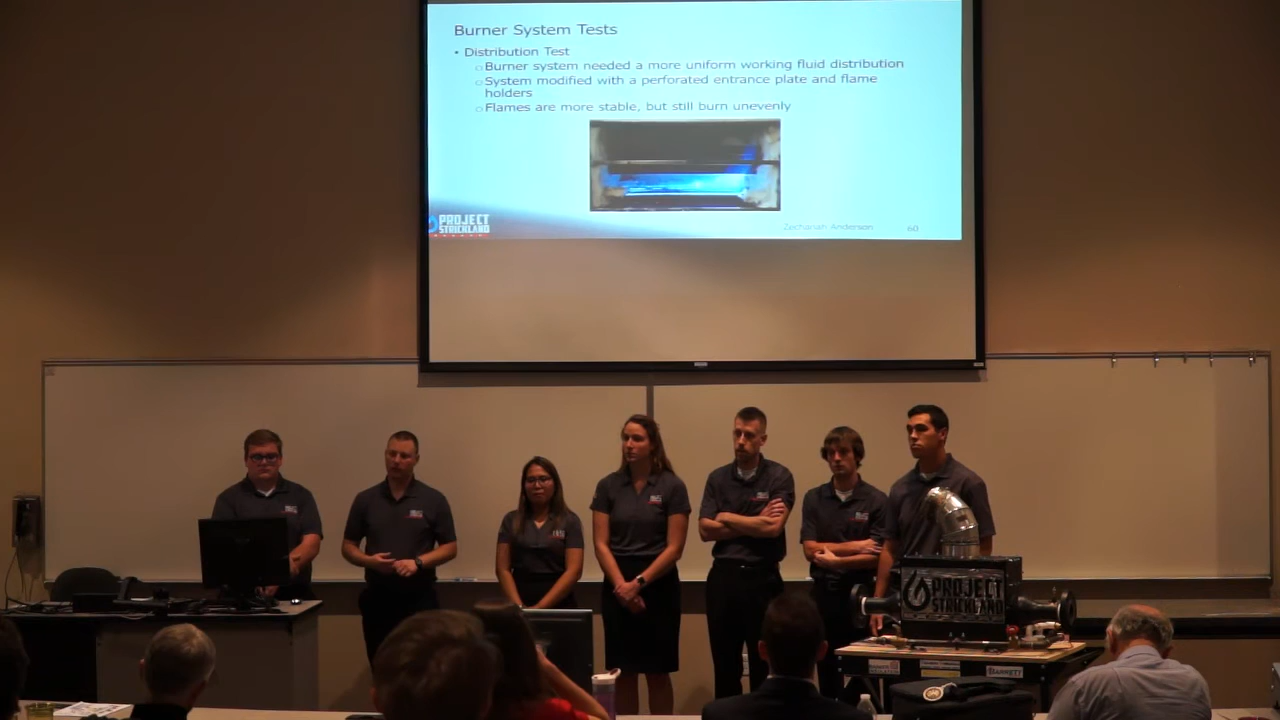 Burner System Tests
• Distribution Test
○ Burner system needed a more uniform working fluid distribution
○ System modified with a perforated entrance plate and flame
holders
○ Flames are more stable, but still burn unevenly
PROJECT
STRICKLAND
Zachariah Anderson 60
PROJECT
STRICKLAND